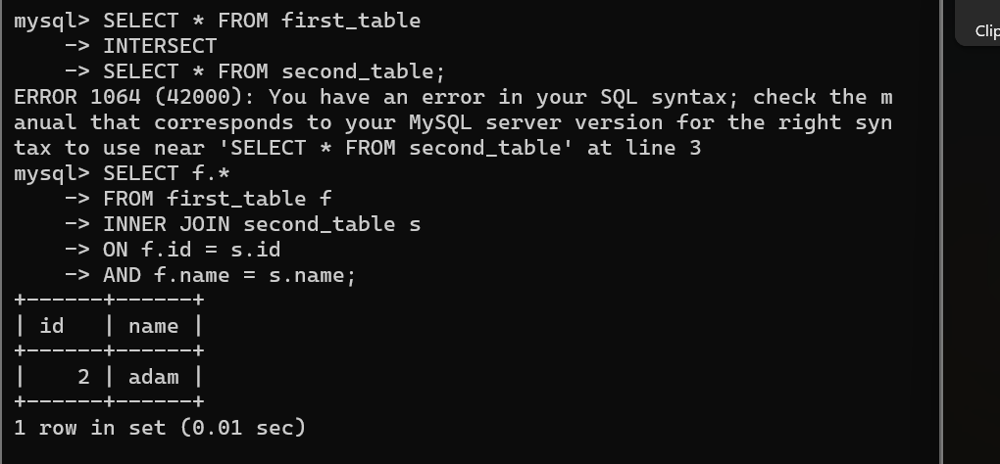 mysql> SELECT * FROM first_table
    -> INTERSECT
    -> SELECT * FROM second_table;
ERROR 1064 (42000): You have an error in your SQL syntax; check the m
anual that corresponds to your MySQL server version for the right syn
tax to use near 'SELECT * FROM second_table' at line 3
mysql> SELECT f.*
    -> FROM first_table f
    -> INNER JOIN second_table s
    -> ON f.id = s.id
    -> AND f.name = s.name;
+------+------+
| id   | name |
+------+------+
|    2 | adam |
+------+------+
1 row in set (0.01 sec)
Clip